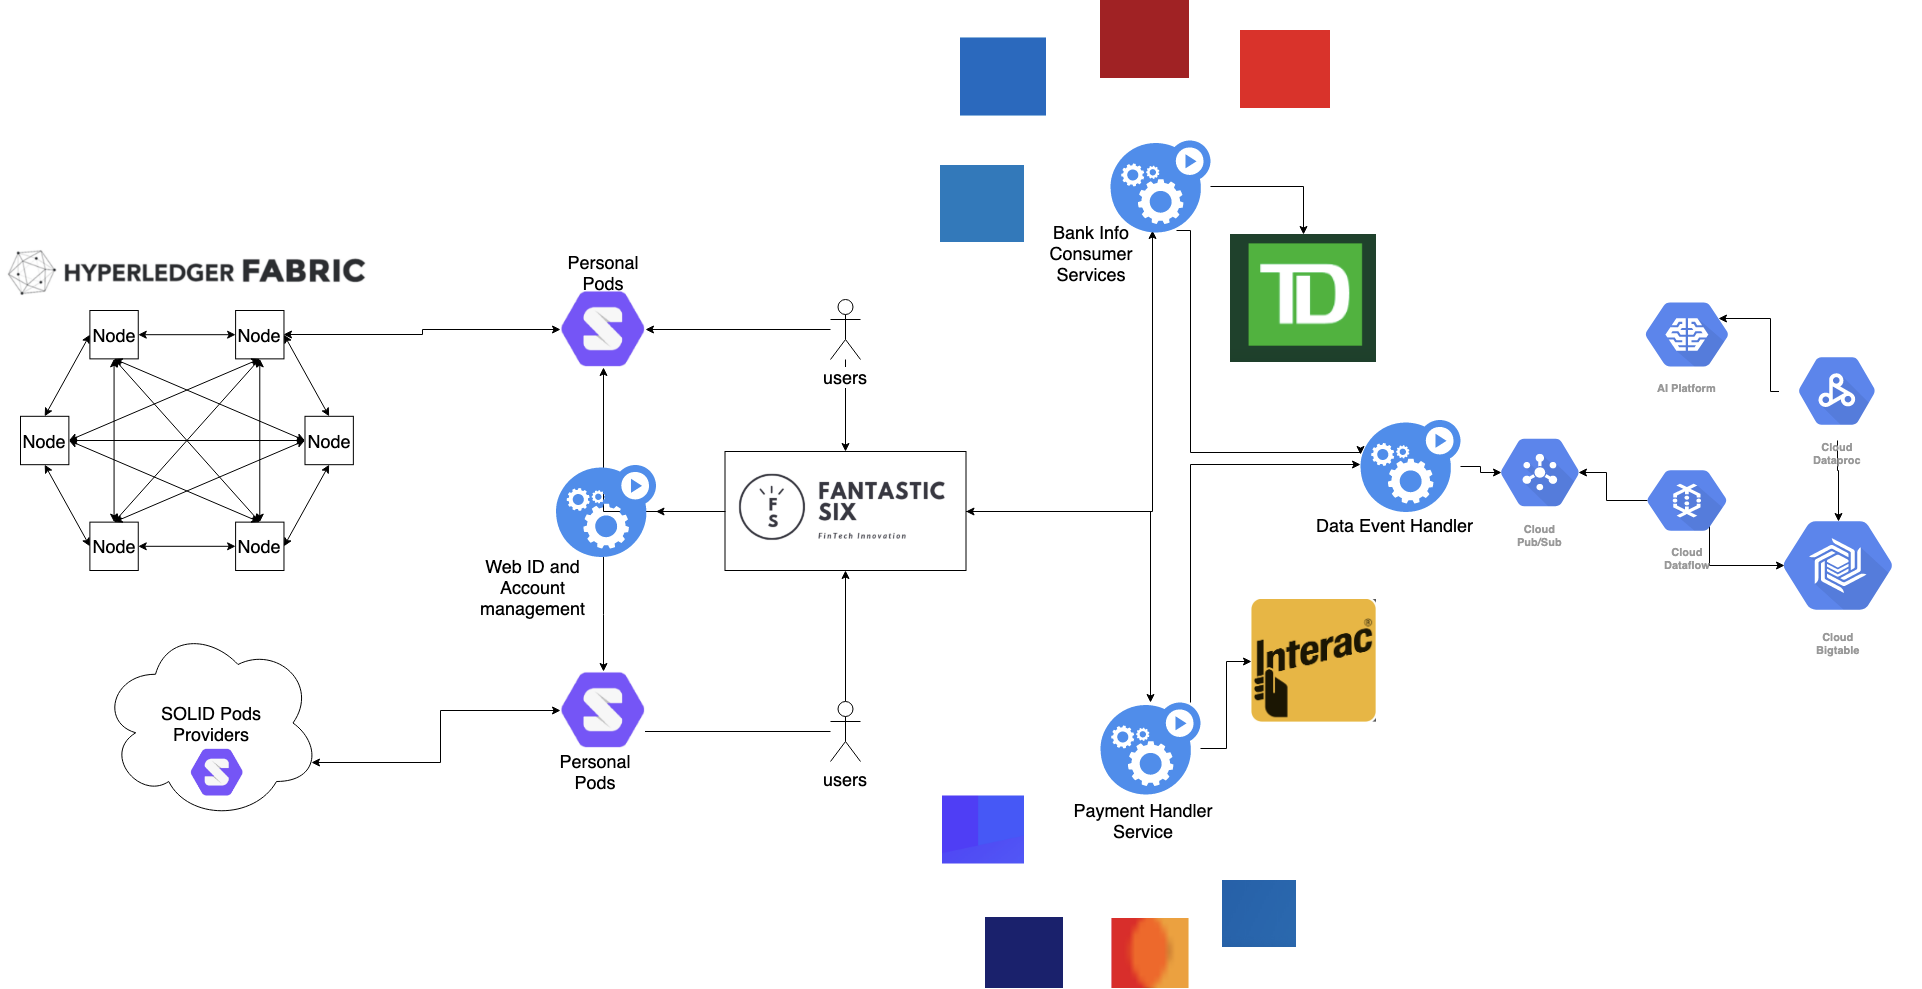 HYPERLEDGER FABRIC
Node
Node
Node
Node
Node
Node
SOLID Pods
Providers
Personal
Pods
Web ID and
Account
management
Personal
Pods
users
F
S
FANTASTIC
SIX
FinTech Innovation
users
Bank Info
Consumer
Services
TD
Data Event Handler
Interac®
Payment Handler
Service
Cloud
Pub/Sub
AI Platform
Cloud
Dataproc
Cloud
Dataflow
Cloud
Bigtable